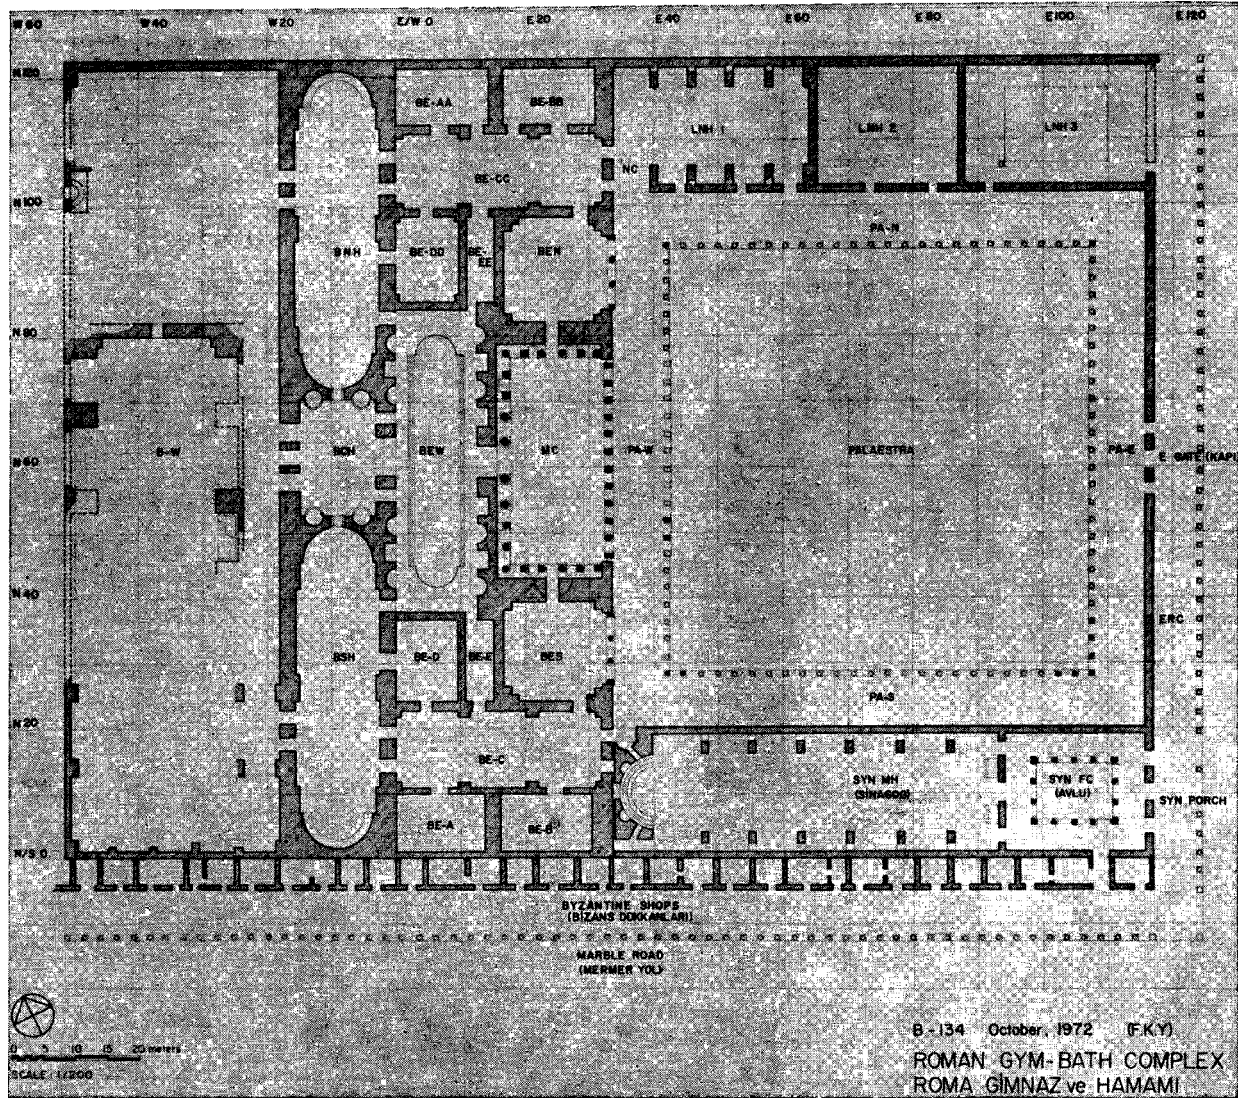 W 60 W 40 W 20 E/W 0 E 20 E 40 E 60 E 80 E 100 E 120
N 120
BE-AA BE-BB LNH 1 LNH 2 LNH 3
BE-CC NC
N 100
BNH BE-DD BE-EE BEN PA-N
N 80
B-W BCH BEW MC PA-W PALAESTRA PA-E E GATE (KAPI)
N 60
N 40
ERC
BSH BE-D BE-E BES
PA-S
N 20
BE-C SYN MH SYN FC
(SINAGOG) (AVLU)
SYN PORCH
BE-A BE-B
N/S 0
BYZANTINE SHOPS
(BİZANS DÜKKANLARI)
MARBLE ROAD
(MERMER YOL)
0 5 10 15 20 meters
SCALE : 1/200
B-134 October, 1972 (F.K.Y)
ROMAN GYM-BATH COMPLEX
ROMA GİMNAZ ve HAMAMI